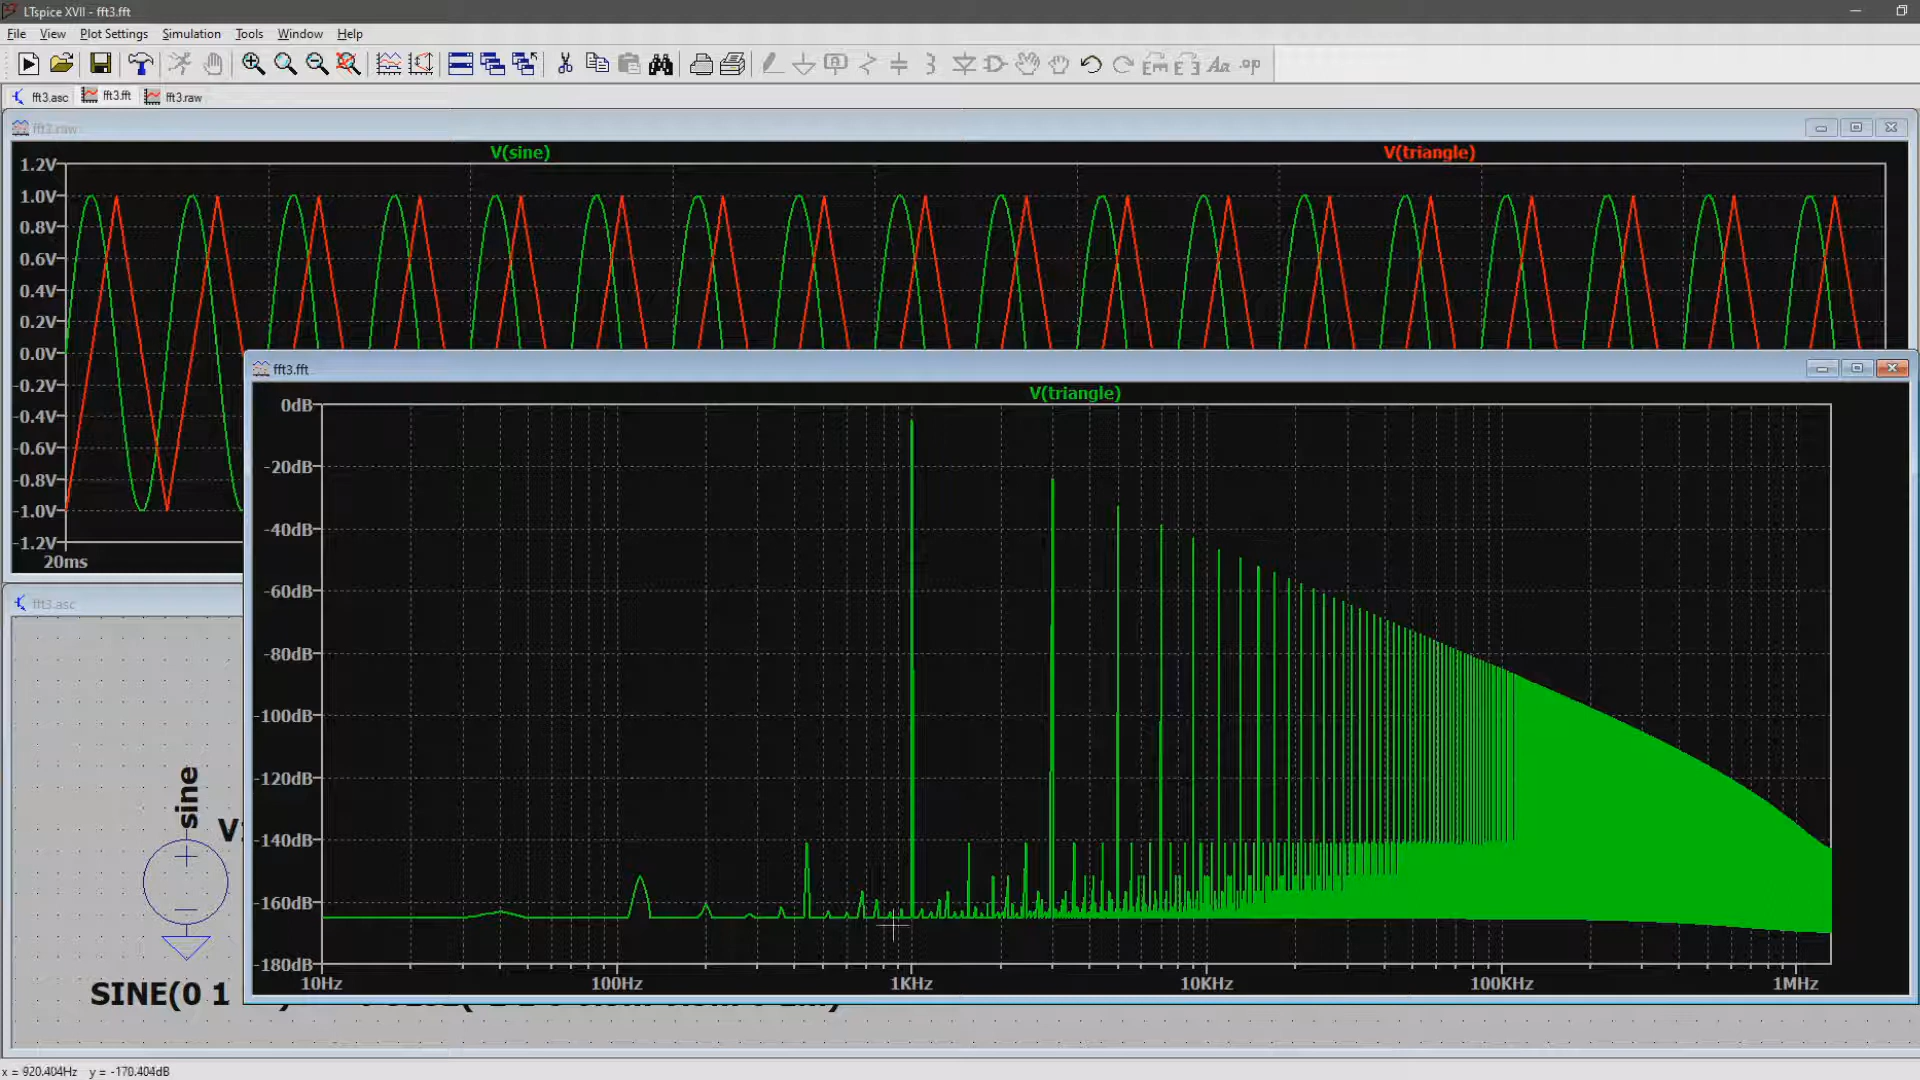 LTspice XVII - fft3.fft
File View Plot Settings Simulation Tools Window Help
.op
fft3.asc fft3.fft fft3.raw
fft3.raw
V(sine) V(triangle)
1.2V
1.0V
0.8V
0.6V
0.4V
0.2V
0.0V
-0.2V
-0.4V
-0.6V
-0.8V
-1.0V
-1.2V
20ms
fft3.fft
V(triangle)
0dB
-20dB
-40dB
-60dB
-80dB
-100dB
-120dB
-140dB
-160dB
-180dB
10Hz 100Hz 1KHz 10KHz 100KHz 1MHz
fft3.asc
sine
SINE(0 1
x = 920.404Hz y = -170.404dB